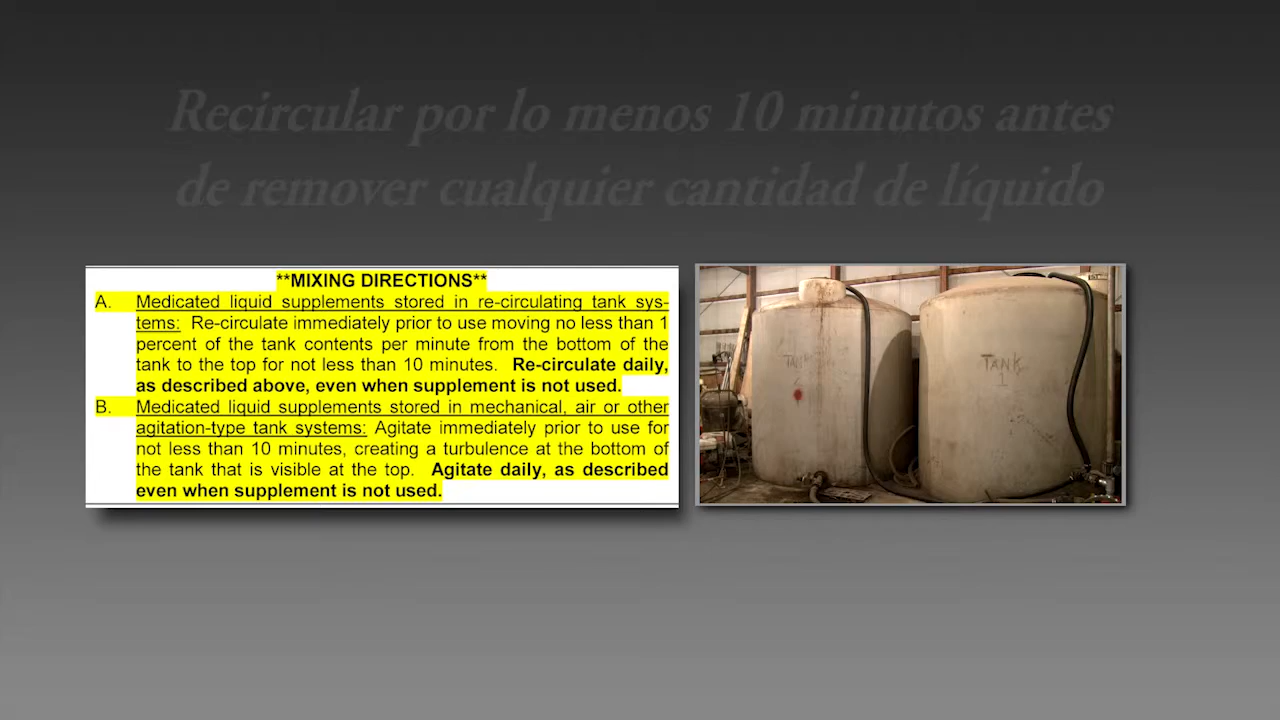 Recircular por lo menos 10 minutos antes
de remover cualquier cantidad de líquido
**MIXING DIRECTIONS**
A. Medicated liquid supplements stored in re-circulating tank sys-
tems: Re-circulate immediately prior to use moving no less than 1
percent of the tank contents per minute from the bottom of the
tank to the top for not less than 10 minutes. Re-circulate daily,
as described above, even when supplement is not used.
B. Medicated liquid supplements stored in mechanical, air or other
agitation-type tank systems: Agitate immediately prior to use for
not less than 10 minutes, creating a turbulence at the bottom of
the tank that is visible at the top. Agitate daily, as described
even when supplement is not used.
TANK
TANK
1